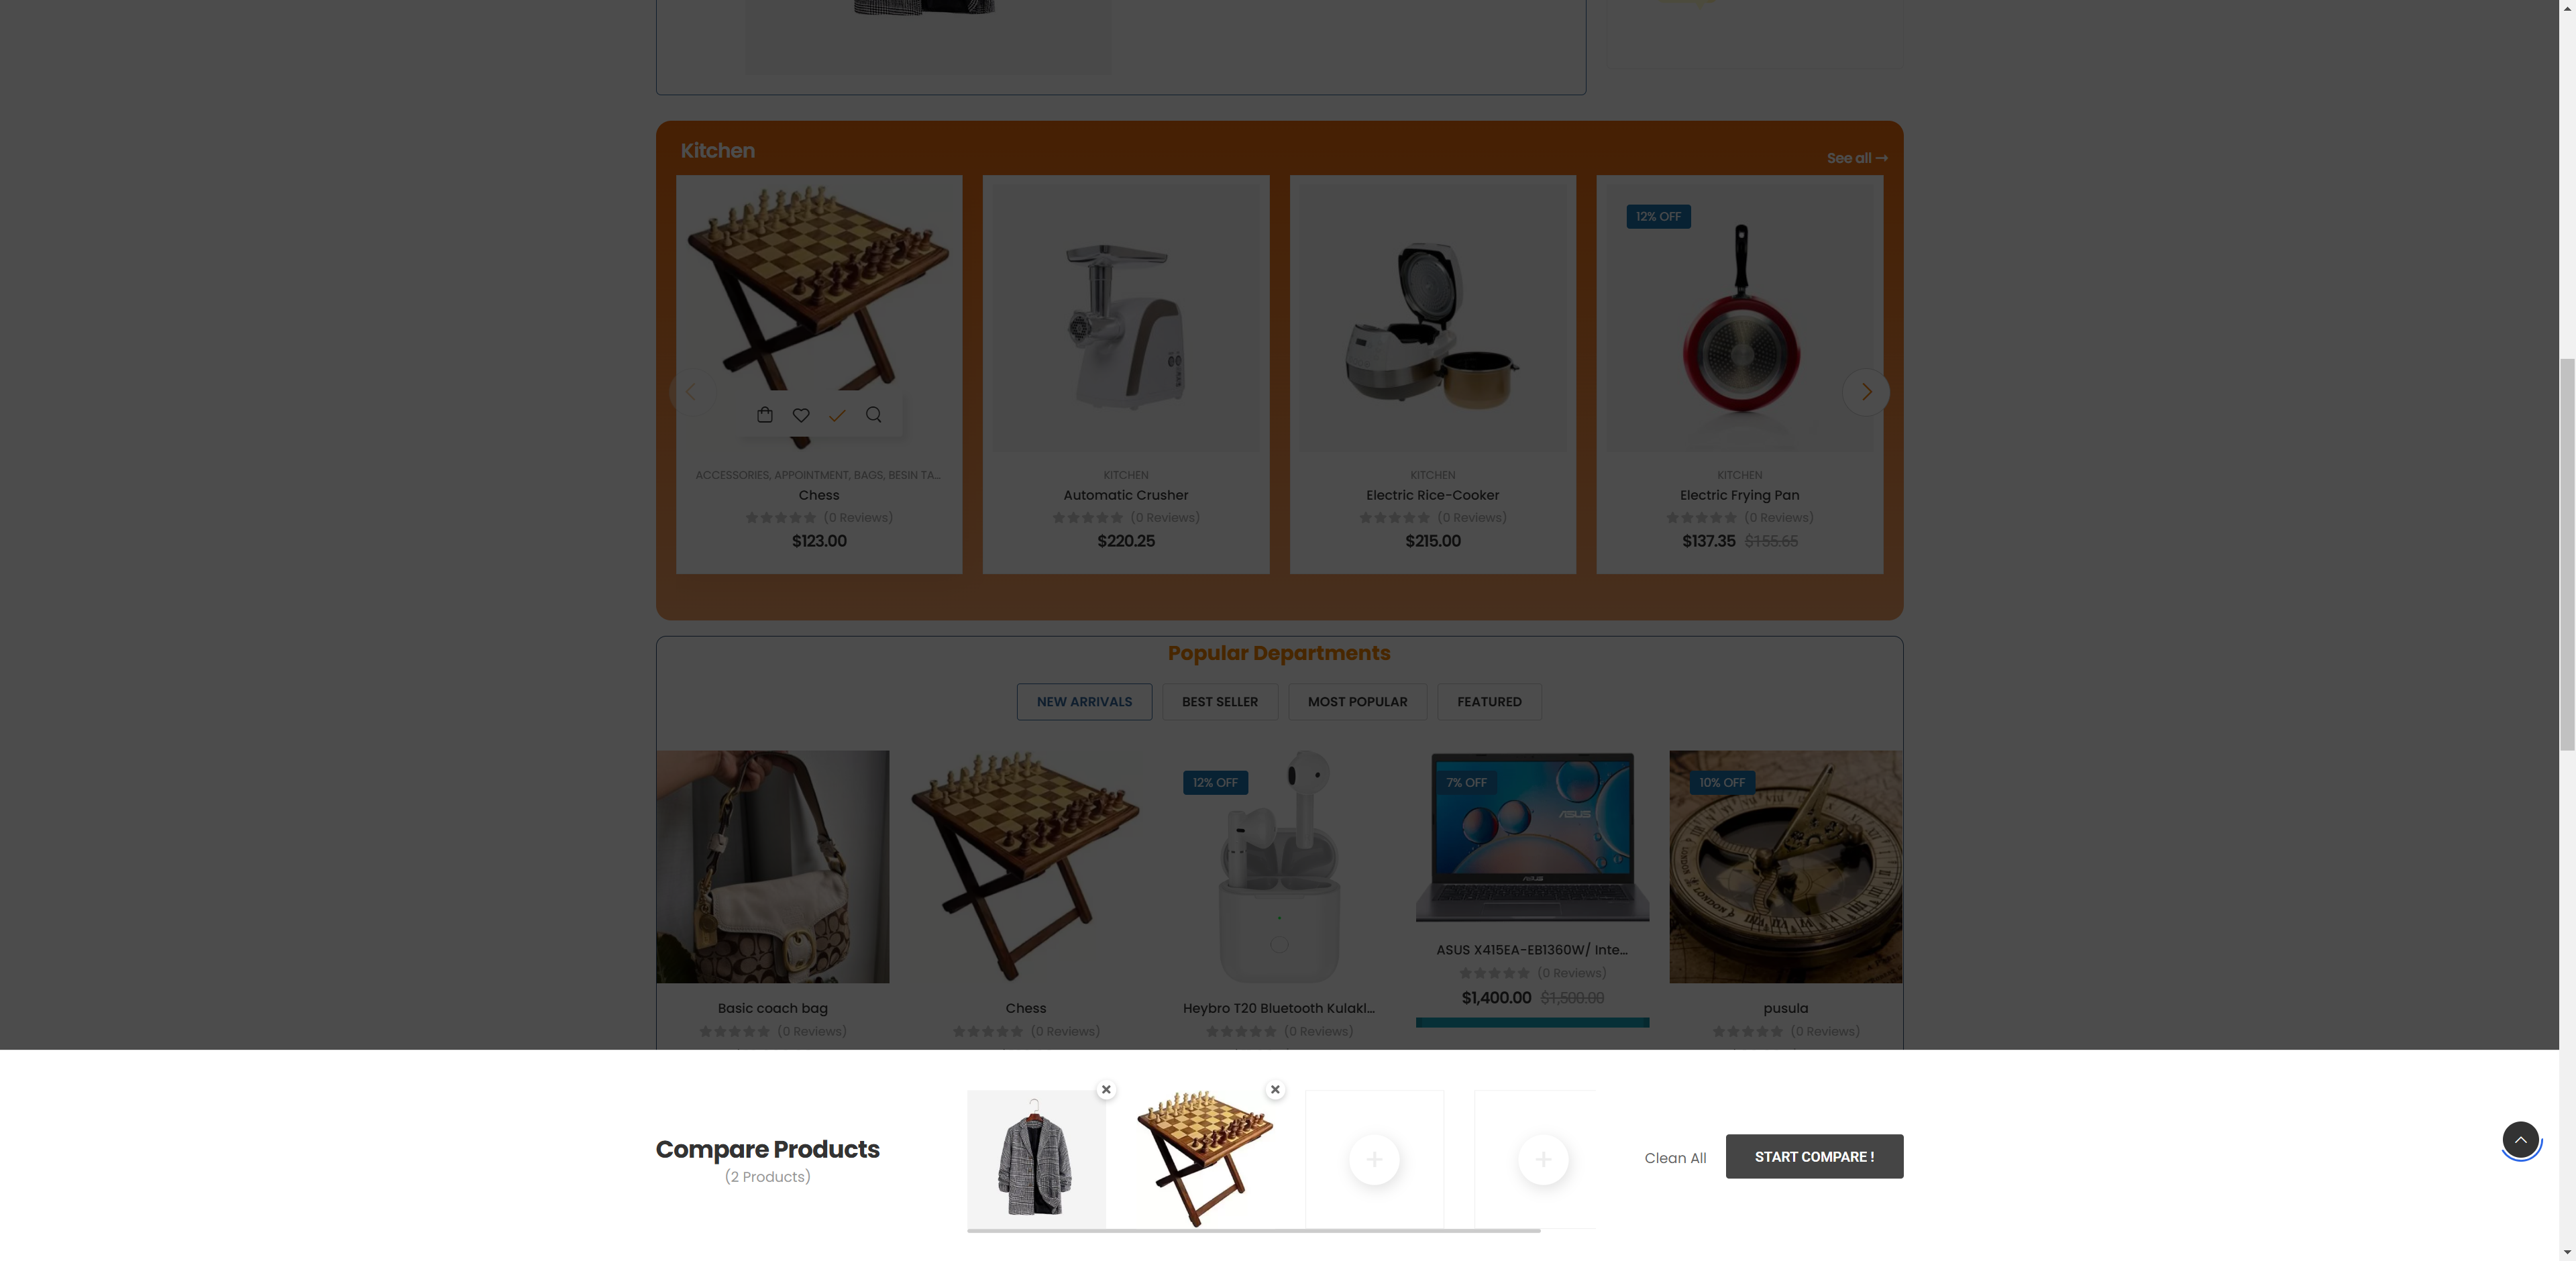 Kitchen
See all →
12% OFF
ACCESSORIES, APPOINTMENT, BAGS, BESIN TA...
Chess
(0 Reviews)
$123.00
KITCHEN
Automatic Crusher
(0 Reviews)
$220.25
KITCHEN
Electric Rice-Cooker
(0 Reviews)
$215.00
KITCHEN
Electric Frying Pan
(0 Reviews)
$137.35 $155.65
Popular Departments
NEW ARRIVALS
BEST SELLER
MOST POPULAR
FEATURED
Basic coach bag
(0 Reviews)
Chess
(0 Reviews)
12% OFF
Heybro T20 Bluetooth Kulakl...
(0 Reviews)
7% OFF
ASUS
ASUS
ASUS X415EA-EB1360W/ Inte...
(0 Reviews)
$1,400.00 $1,500.00
10% OFF
LONDON
pusula
(0 Reviews)
Compare Products
(2 Products)
Clean All
START COMPARE !